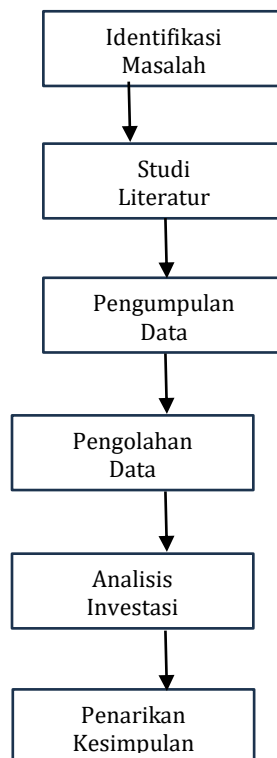 Identifikasi
Masalah
Studi
Literatur
Pengumpulan
Data
Pengolahan
Data
Analisis
Investasi
Penarikan
Kesimpulan